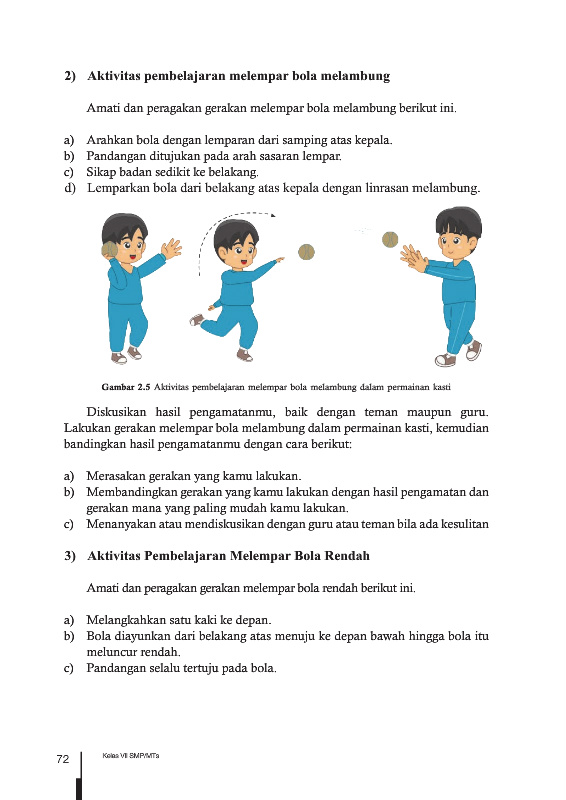 2) Aktivitas pembelajaran melempar bola melambung
Amati dan peragakan gerakan melempar bola melambung berikut ini.
a) Arahkan bola dengan lemparan dari samping atas kepala.
b) Pandangan ditujukan pada arah sasaran lempar.
c) Sikap badan sedikit ke belakang.
d) Lemparkan bola dari belakang atas kepala dengan linrasan melambung.
Gambar 2.5 Aktivitas pembelajaran melempar bola melambung dalam permainan kasti
Diskusikan hasil pengamatanmu, baik dengan teman maupun guru.
Lakukan gerakan melempar bola melambung dalam permainan kasti, kemudian
bandingkan hasil pengamatanmu dengan cara berikut:
a) Merasakan gerakan yang kamu lakukan.
b) Membandingkan gerakan yang kamu lakukan dengan hasil pengamatan dan
gerakan mana yang paling mudah kamu lakukan.
c) Menanyakan atau mendiskusikan dengan guru atau teman bila ada kesulitan
3) Aktivitas Pembelajaran Melempar Bola Rendah
Amati dan peragakan gerakan melempar bola rendah berikut ini.
a) Melangkahkan satu kaki ke depan.
b) Bola diayunkan dari belakang atas menuju ke depan bawah hingga bola itu
meluncur rendah.
c) Pandangan selalu tertuju pada bola.
72
Kelas VII SMP/MTs